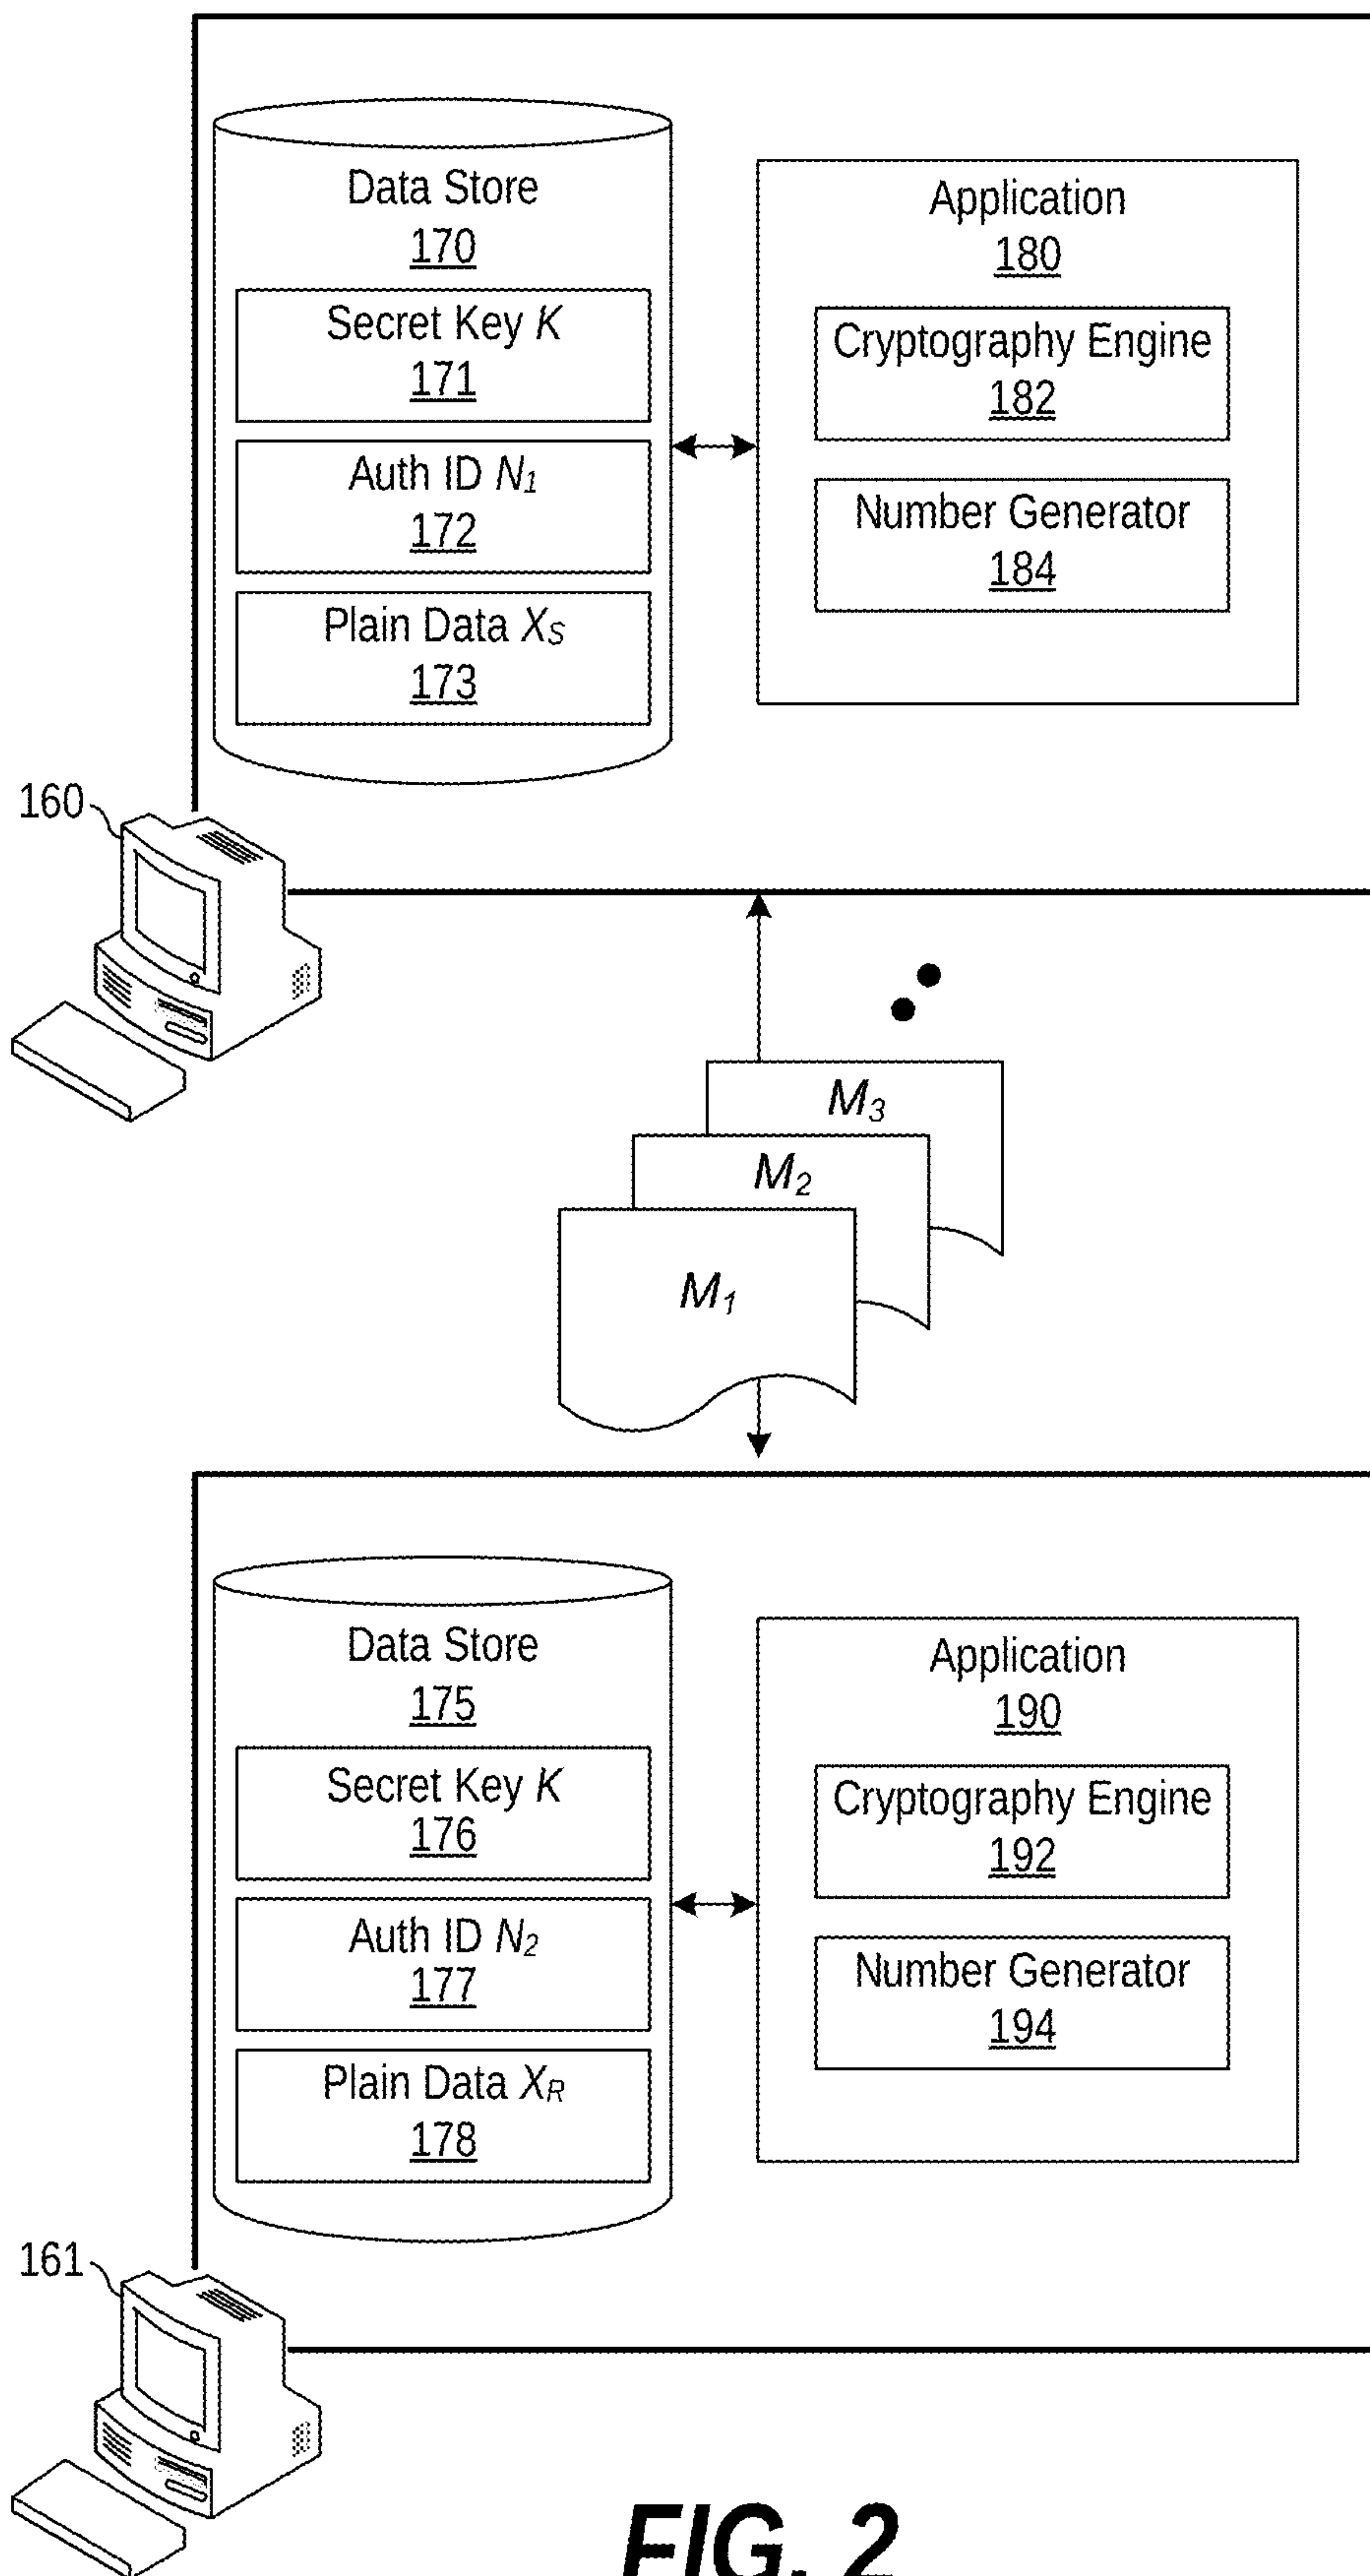 Data Store
170
Secret Key K
171
Auth ID N1
172
Plain Data XS
173
Application
180
Cryptography Engine
182
Number Generator
184
160
M3
M2
M1
Data Store
175
Secret Key K
176
Auth ID N2
177
Plain Data XR
178
Application
190
Cryptography Engine
192
Number Generator
194
161
FIG. 2